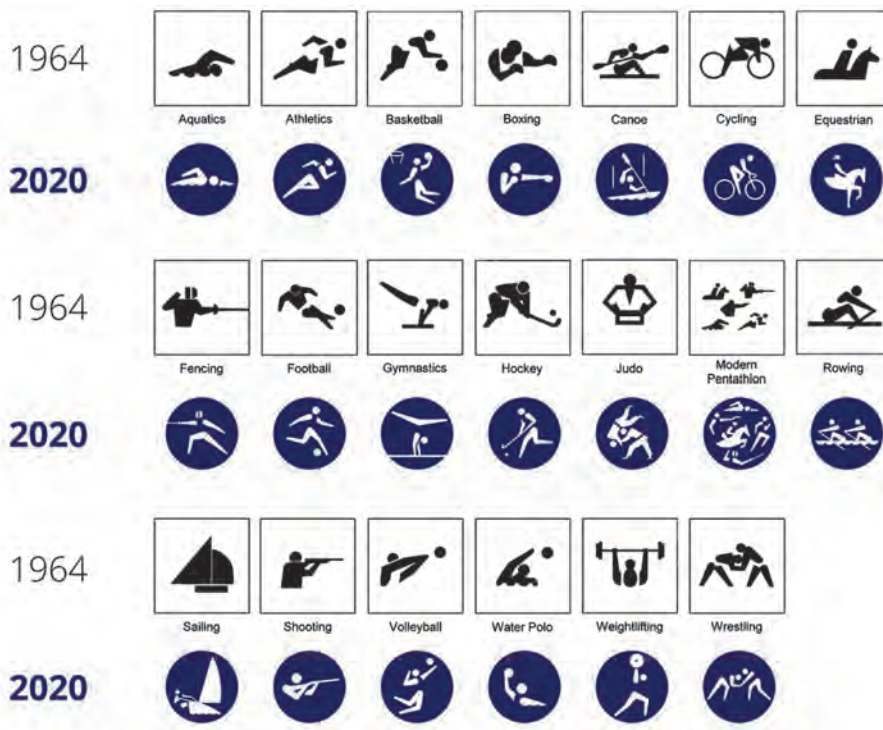 1964
Aquatics Athletics Basketball Boxing Canoe Cycling Equestrian
2020
1964
Fencing Football Gymnastics Hockey Judo Modern Pentathlon Rowing
2020
1964
Sailing Shooting Volleyball Water Polo Weightlifting Wrestling
2020